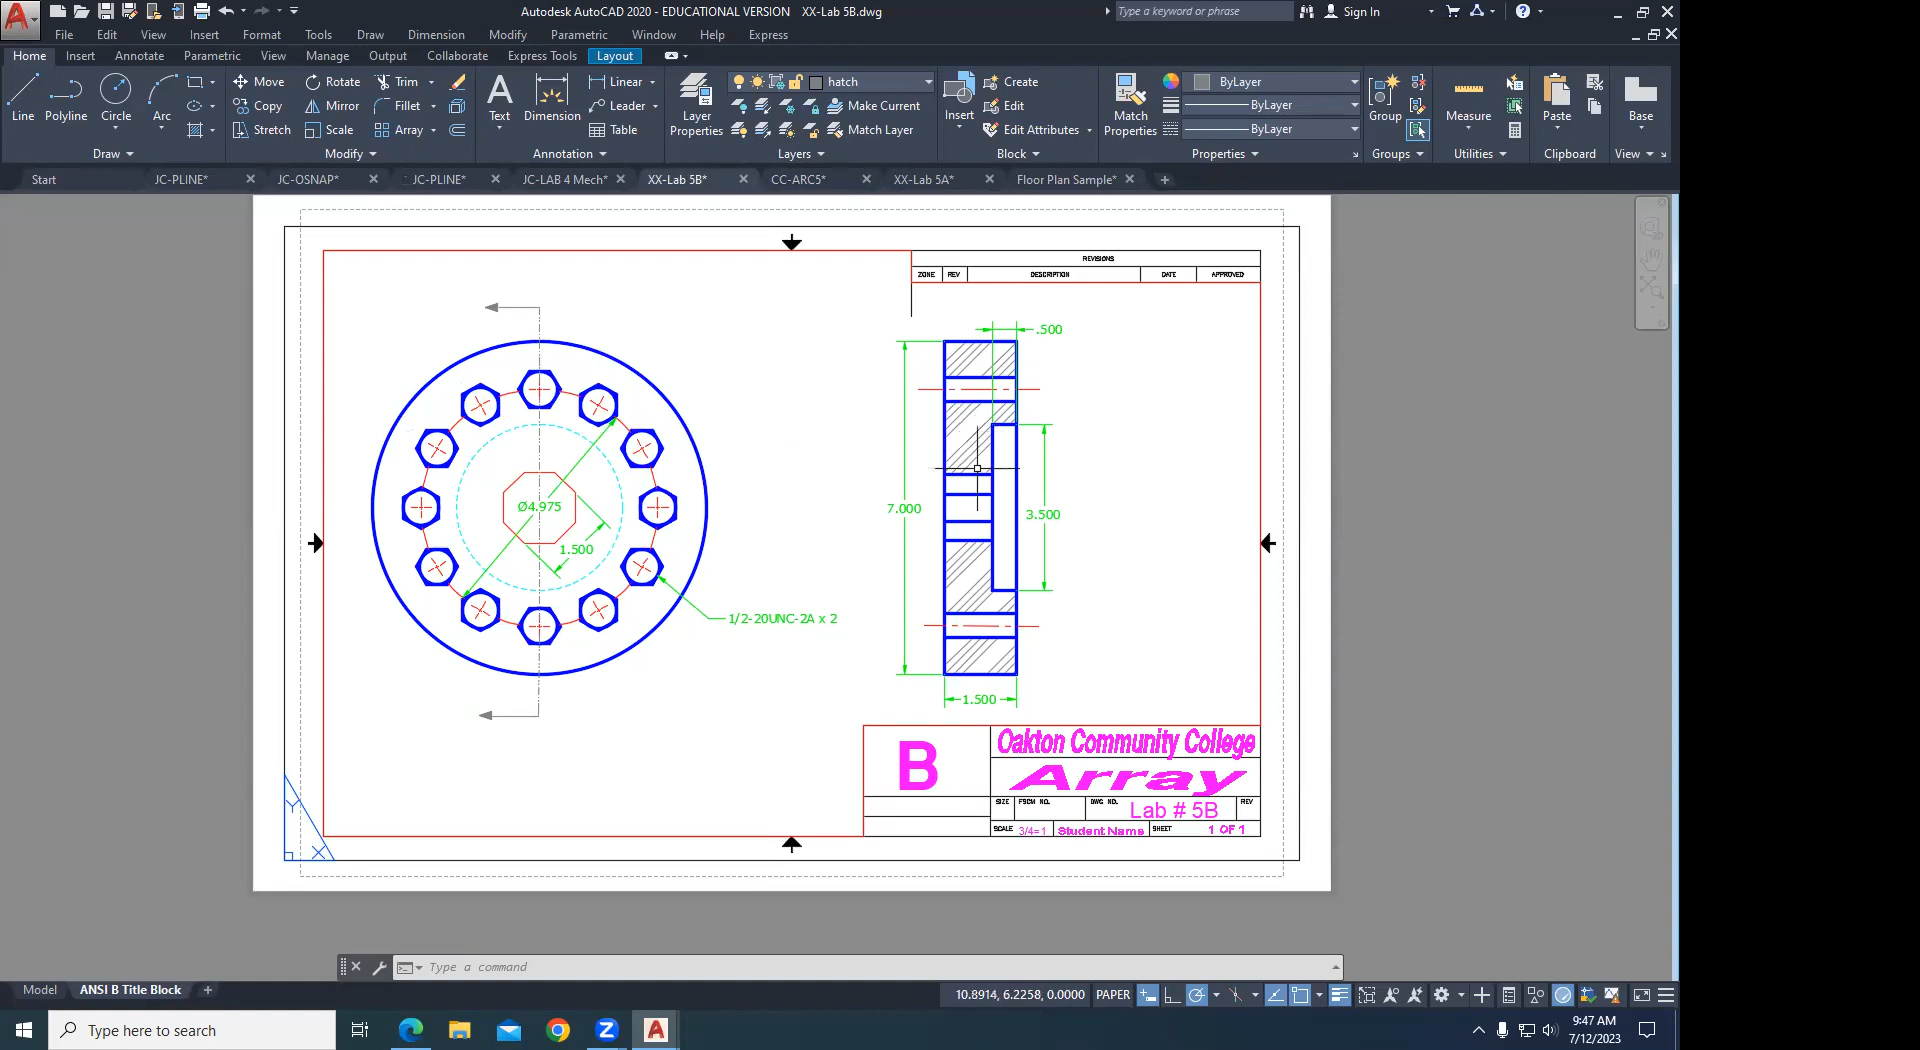 Autodesk AutoCAD 2020 - EDUCATIONAL VERSION XX-Lab 5B.dwg
Type a keyword or phrase
Sign In
File Edit View Insert Format Tools Draw Dimension Modify Parametric Window Help Express
Home Insert Annotate Parametric View Manage Output Collaborate Express Tools Layout
Line Polyline Circle Arc
Move Rotate Trim
Copy Mirror Fillet
Stretch Scale Array
Text Dimension
Linear
Leader
Table
Layer Properties
hatch
Make Current
Match Layer
Insert
Create
Edit
Edit Attributes
Match Properties
ByLayer
ByLayer
ByLayer
Group
Measure
Paste
Base
Draw Modify Annotation Layers Block Properties Groups Utilities Clipboard View
Start JC-PLINE* JC-OSNAP* JC-PLINE* JC-LAB 4 Mech* XX-Lab 5B* CC-ARC5* XX-Lab 5A* Floor Plan Sample*
REVISIONS
ZONE REV DESCRIPTION DATE APPROVED
.500
Ø4.975
1.500
7.000
3.500
1/2-20UNC-2A x 2
1.500
B
Oakton Community College
Array
SIZE FSCM NO. DWG NO. Lab # 5B REV
SCALE 3/4=1 Student Name SHEET 1 OF 1
Y
X
Type a command
Model ANSI B Title Block
10.8914, 6.2258, 0.0000 PAPER
Type here to search
9:47 AM
7/12/2023